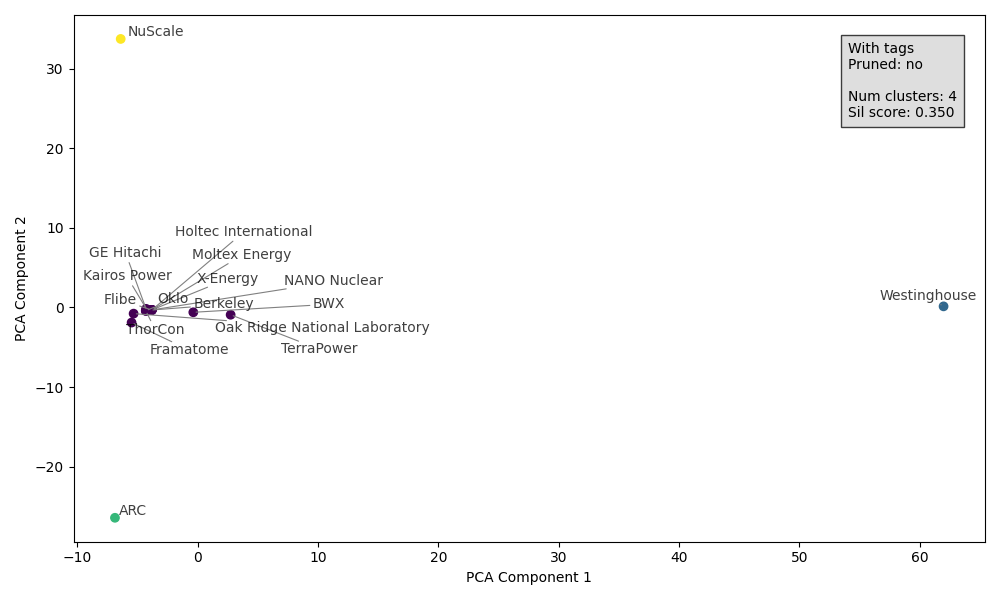 NuScale
With tags
Pruned: no
Num clusters: 4
Sil score: 0.350
30
20
10
0
−10
−20
PCA Component 2
Holtec International
GE Hitachi
Moltex Energy
Kairos Power
X-Energy
NANO Nuclear
Flibe
Oklo
Berkeley
BWX
Westinghouse
ThorCon
Oak Ridge National Laboratory
Framatome
TerraPower
ARC
−10
0
10
20
30
40
50
60
PCA Component 1